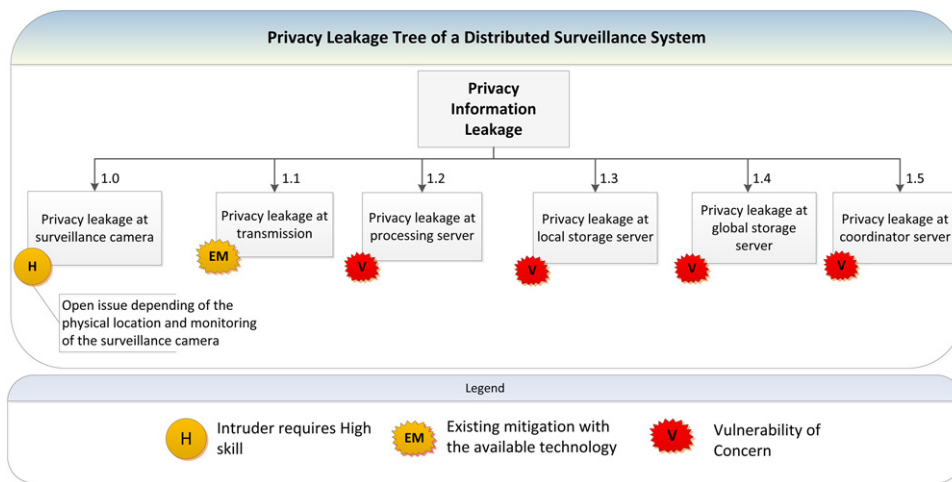 Privacy Leakage Tree of a Distributed Surveillance System
Privacy
Information
Leakage
1.0
1.1
1.2
1.3
1.4
1.5
Privacy leakage at
surveillance camera
Privacy leakage at
transmission
Privacy leakage at
processing server
Privacy leakage at
local storage server
Privacy leakage at
global storage
server
Privacy leakage at
coordinator server
H
EM
V
V
V
V
Open issue depending of the
physical location and monitoring
of the surveillance camera
Legend
H
Intruder requires High
skill
EM
Existing mitigation with
the available technology
V
Vulnerability of
Concern